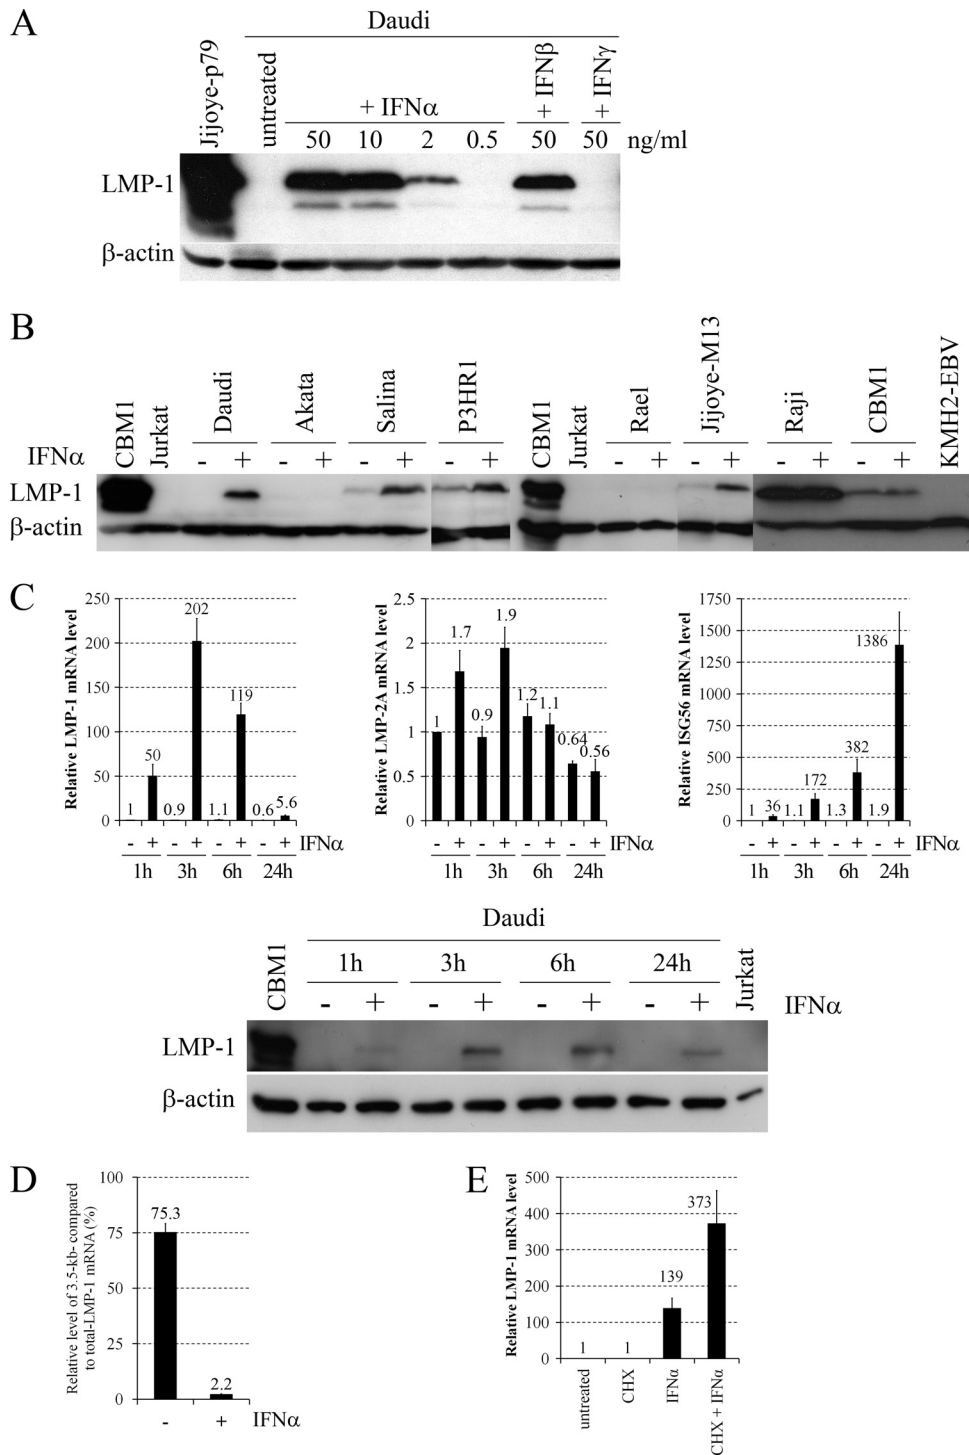 A
Daudi
Jijoye-p79
untreated
+ IFNα
+ IFNβ
+ IFNγ
50 10 2 0.5 50 50 ng/ml
LMP-1
β-actin
B
CBM1 Jurkat Daudi Akata Salina P3HR1 CBM1 Jurkat Rael Jijoye-M13 Raji CBM1 KMH2-EBV
IFNα - + - + - + - + - + - + - + - +
LMP-1
β-actin
C
Relative LMP-1 mRNA level
250
200
150
100
50
0
1 50 0.9 202 1.1 119 0.6 5.6
- + - + - + - + IFNα
1h 3h 6h 24h
Relative LMP-2A mRNA level
2.5
2
1.5
1
0.5
0
1 1.7 0.9 1.9 1.2 1.1 0.64 0.56
- + - + - + - + IFNα
1h 3h 6h 24h
Relative ISG56 mRNA level
1750
1500
1250
1000
750
500
250
0
1 36 1.1 172 1.3 382 1.9 1386
- + - + - + - + IFNα
1h 3h 6h 24h
Daudi
CBM1 1h 3h 6h 24h Jurkat
- + - + - + - + IFNα
LMP-1
β-actin
D
Relative level of 3.5-kb- compared
to total-LMP-1 mRNA (%)
100
75
50
25
0
75.3 2.2
- + IFNα
E
Relative LMP-1 mRNA level
500
400
300
200
100
0
1 1 139 373
untreated
CHX
IFNα
CHX + IFNα